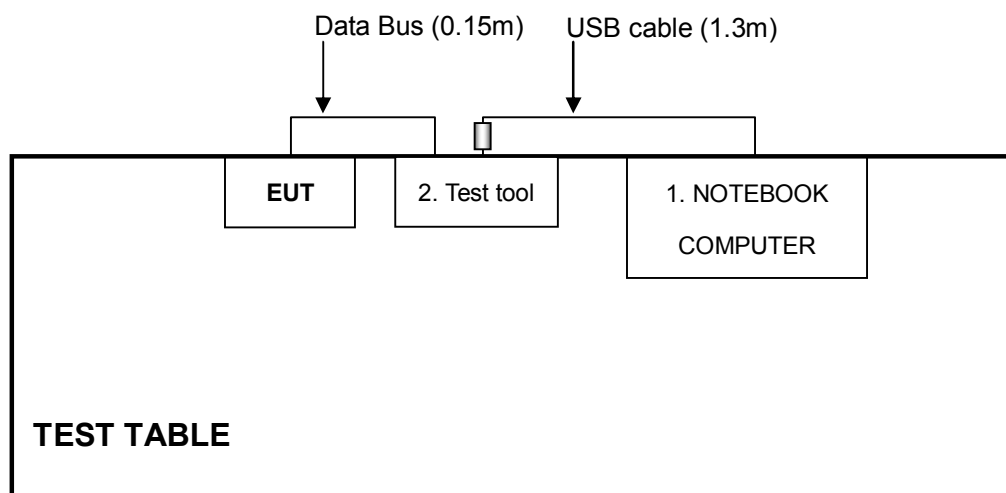 Data Bus (0.15m)
USB cable (1.3m)
EUT
2. Test tool
1. NOTEBOOK
COMPUTER
TEST TABLE